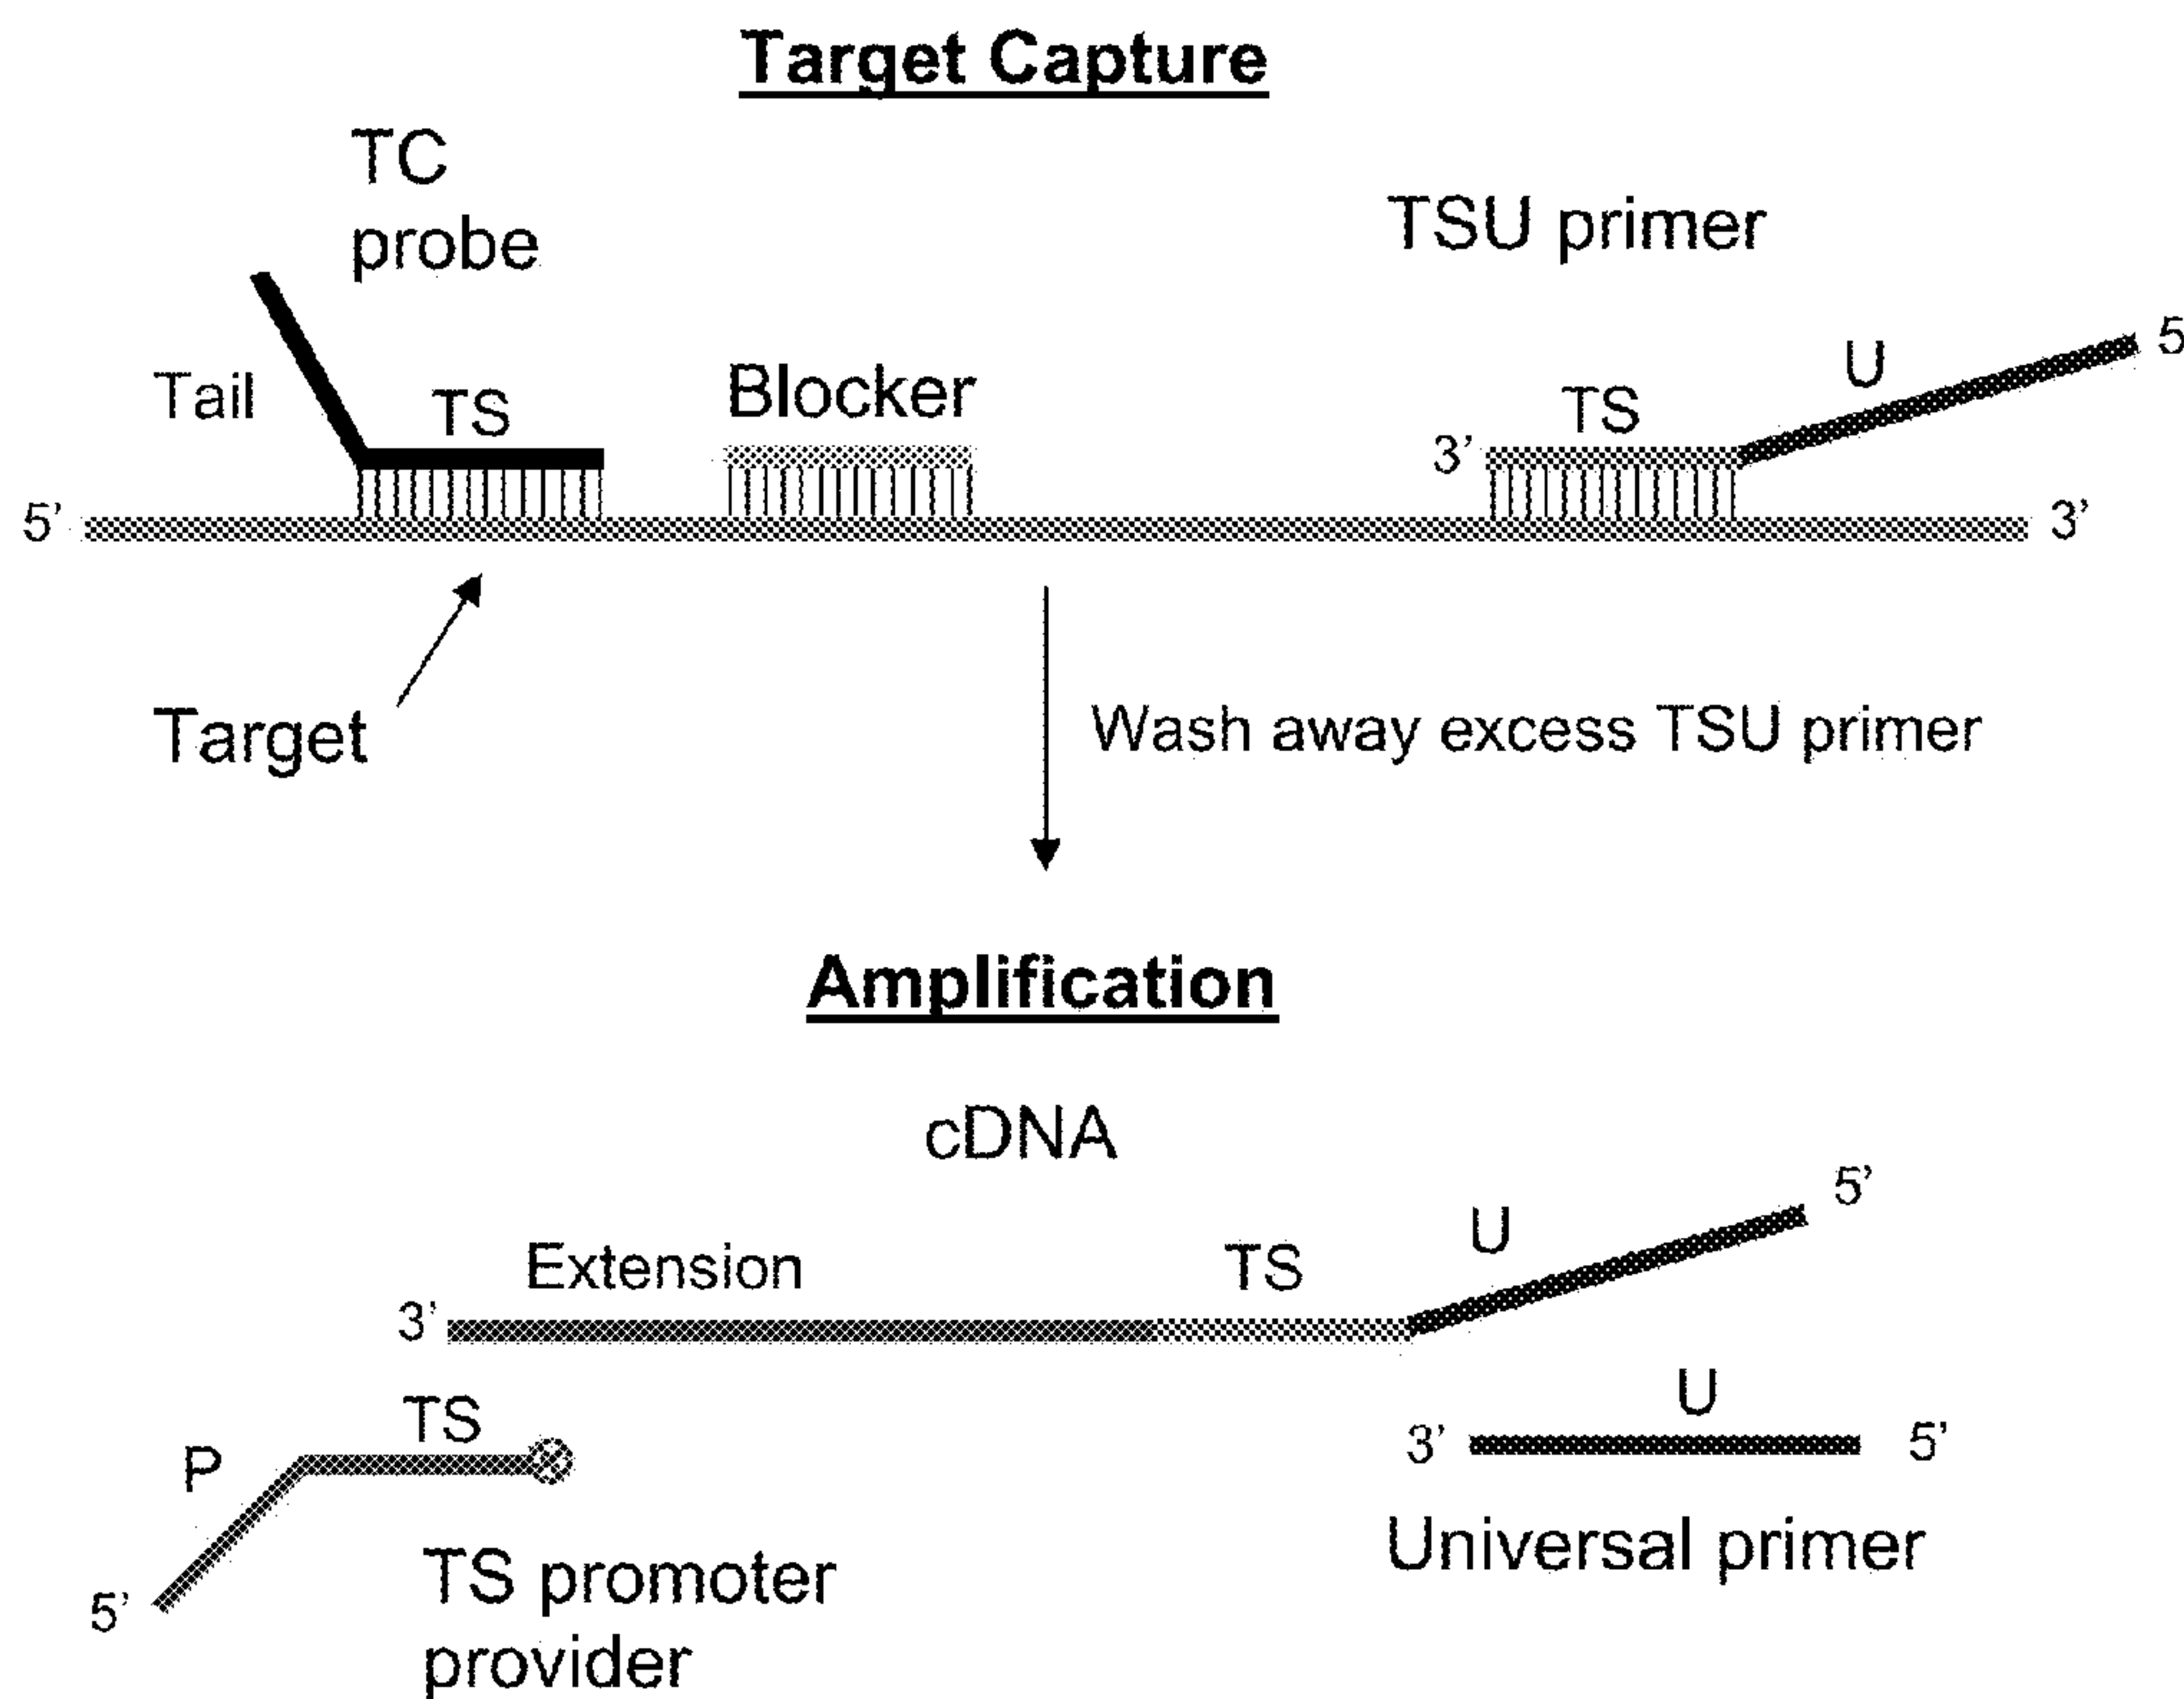 Target Capture
TC
probe
TSU primer
Tail
TS
Blocker
TS
U
5
3’
5’
3’
Target
Wash away excess TSU primer
Amplification
cDNA
Extension
TS
U
5’
3’
P
TS
U
3’
5’
5’
TS promoter
provider
Universal primer